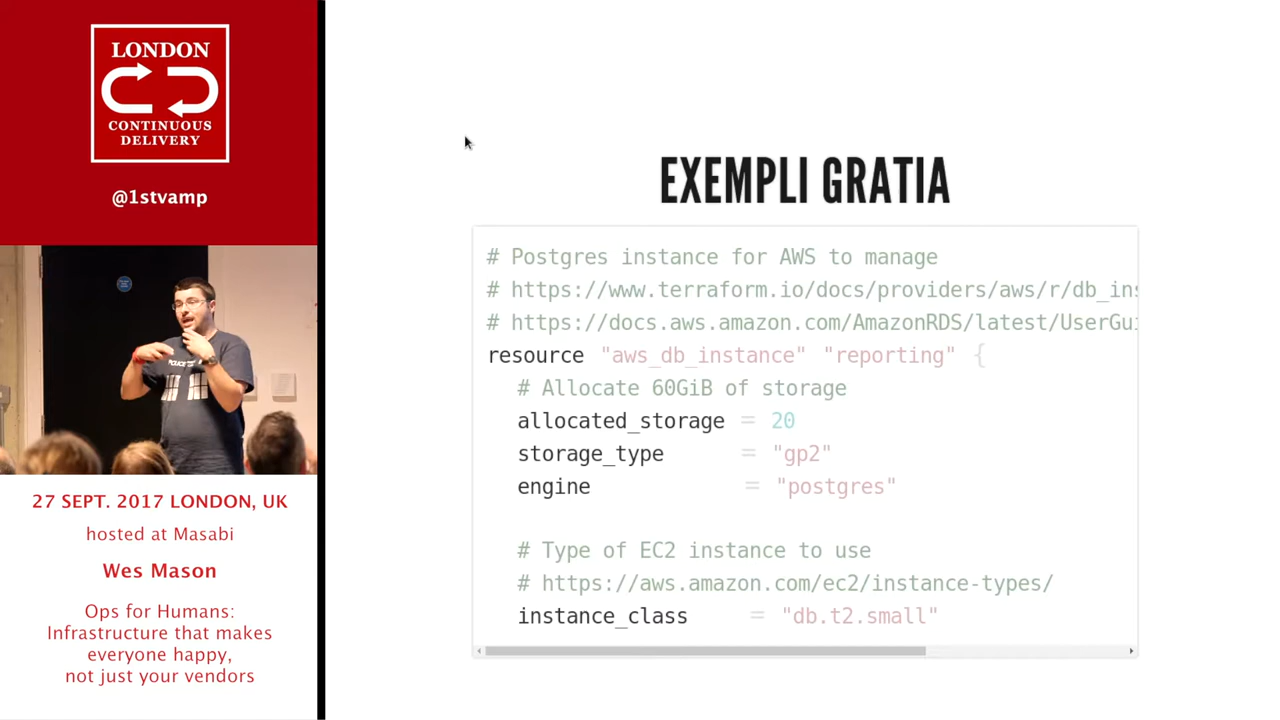 LONDON
CONTINUOUS
DELIVERY
@1stvamp
27 SEPT. 2017 LONDON, UK
hosted at Masabi
Wes Mason
Ops for Humans:
Infrastructure that makes
everyone happy,
not just your vendors
EXEMPLI GRATIA
# Postgres instance for AWS to manage
# https://www.terraform.io/docs/providers/aws/r/db_ins
# https://docs.aws.amazon.com/AmazonRDS/latest/UserGui
resource "aws_db_instance" "reporting" {
# Allocate 60GiB of storage
allocated_storage = 20
storage_type = "gp2"
engine = "postgres"
# Type of EC2 instance to use
# https://aws.amazon.com/ec2/instance-types/
instance_class = "db.t2.small"